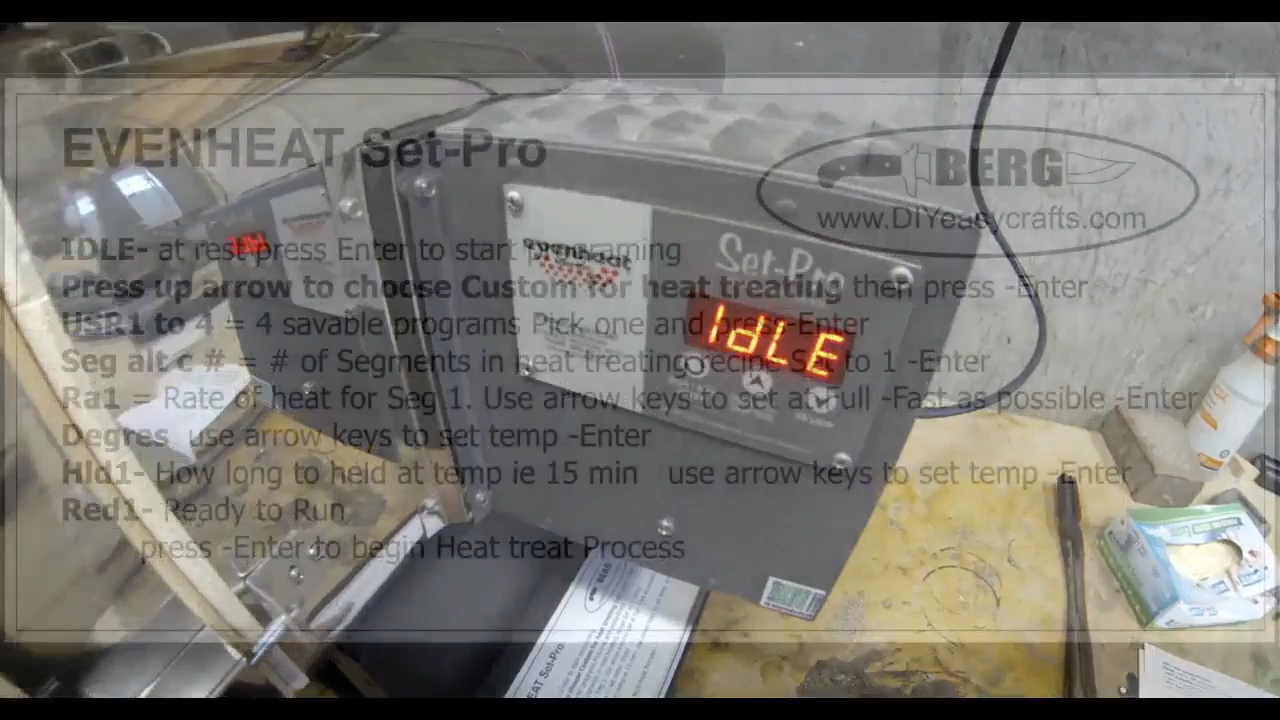 EVENHEAT Set-Pro
BERG
www.DIYeasycrafts.com
IDLE- at rest press Enter to start programing
Press up arrow to choose Custom for heat treating then press -Enter
USR1 to 4 = 4 savable programs Pick one and press-Enter
Seg alt c # = # of Segments in heat treating recipe Set to 1 -Enter
Ra1 = Rate of heat for Seg 1. Use arrow keys to set at Full -Fast as possible -Enter
Degres use arrow keys to set temp -Enter
Hld1- How long to held at temp ie 15 min use arrow keys to set temp -Enter
Red1- Ready to Run
press -Enter to begin Heat treat Process
evenheat
Set-Pro
IdLE
BERG
EAT Set-Pro